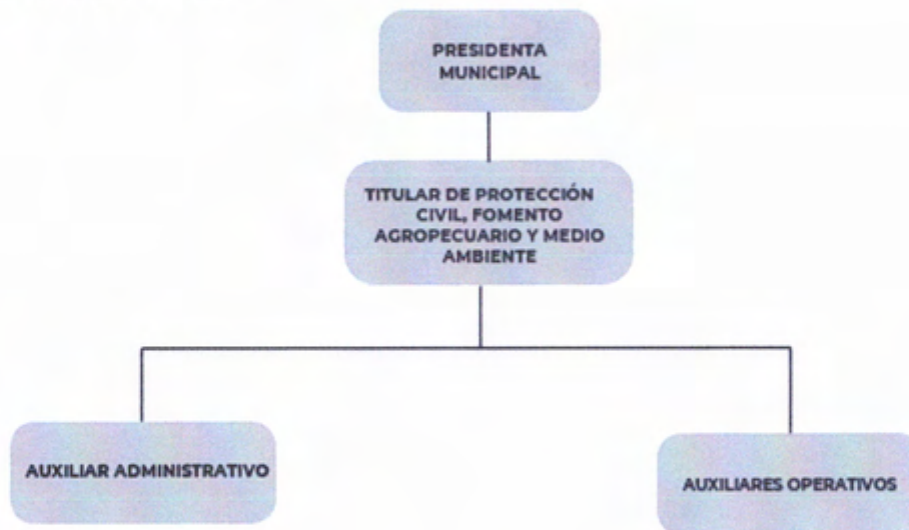 PRESIDENTA
MUNICIPAL
TITULAR DE PROTECCIÓN
CIVIL, FOMENTO
AGROPECUARIO Y MEDIO
AMBIENTE
AUXILIAR ADMINISTRATIVO
AUXILIARES OPERATIVOS